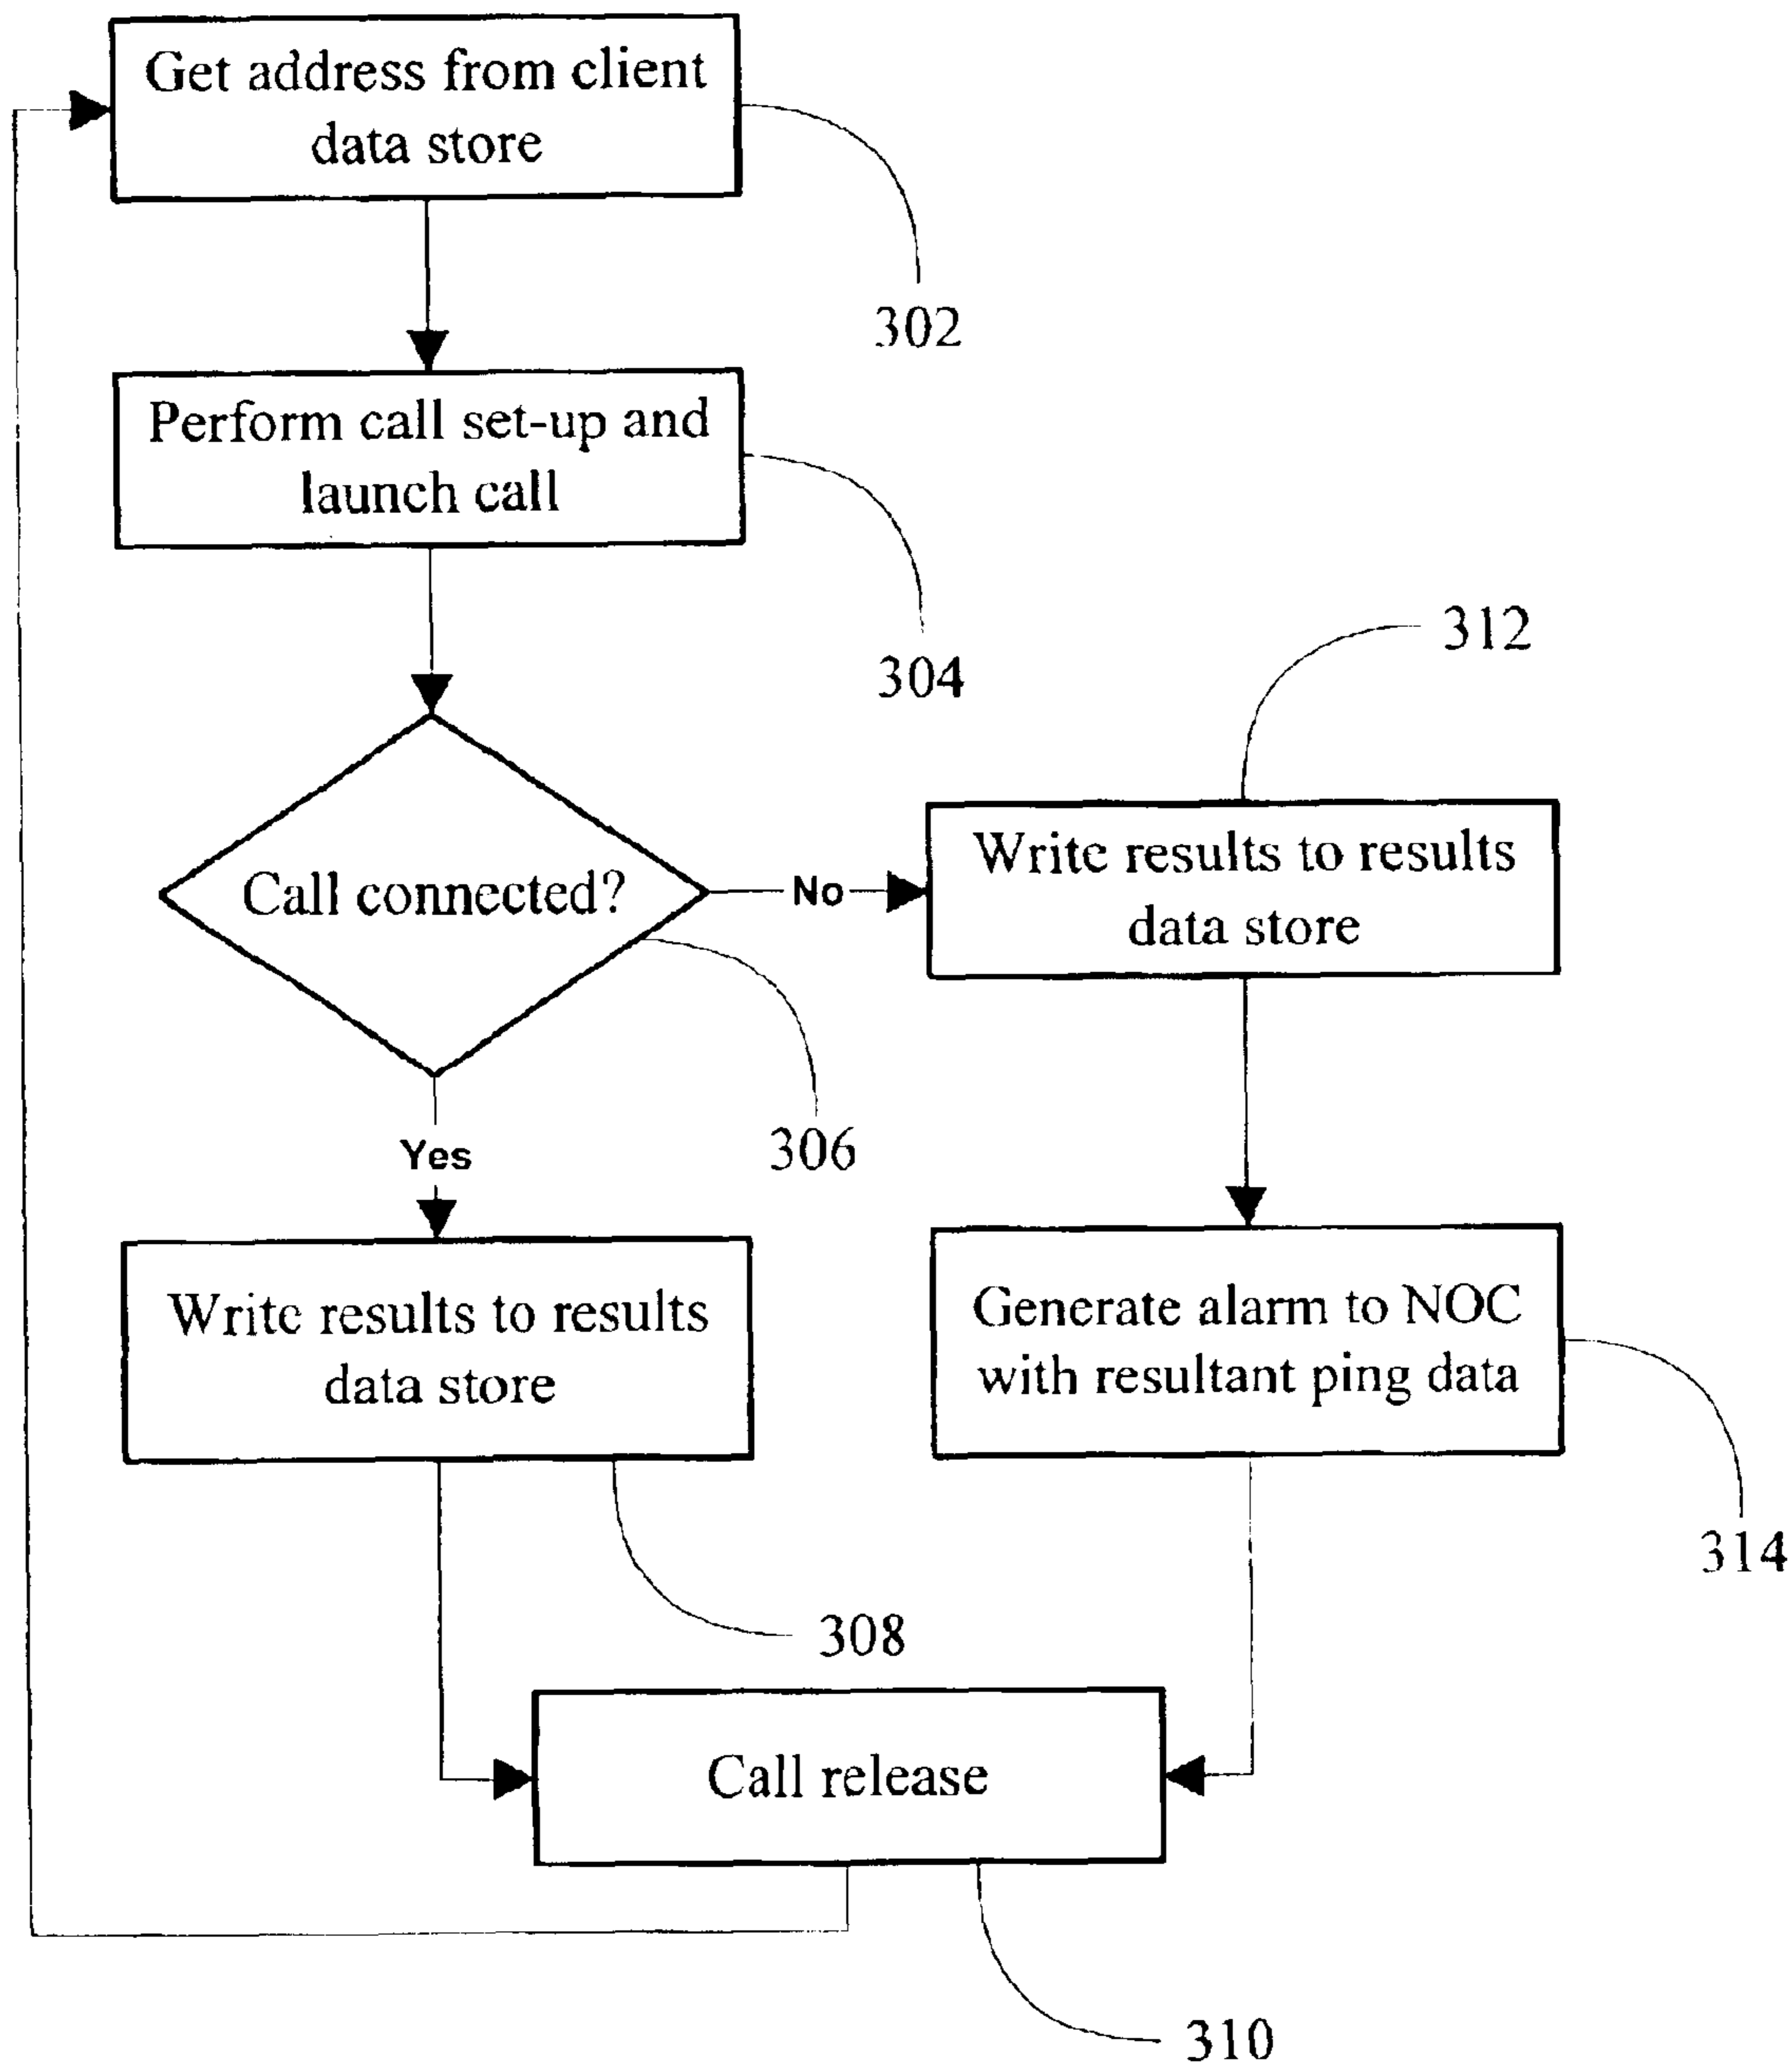 Get address from client
data store
302
Perform call set-up and
launch call
304
312
Call connected?
No
Write results to results
data store
306
Yes
Write results to results
data store
Generate alarm to NOC
with resultant ping data
314
308
Call release
310